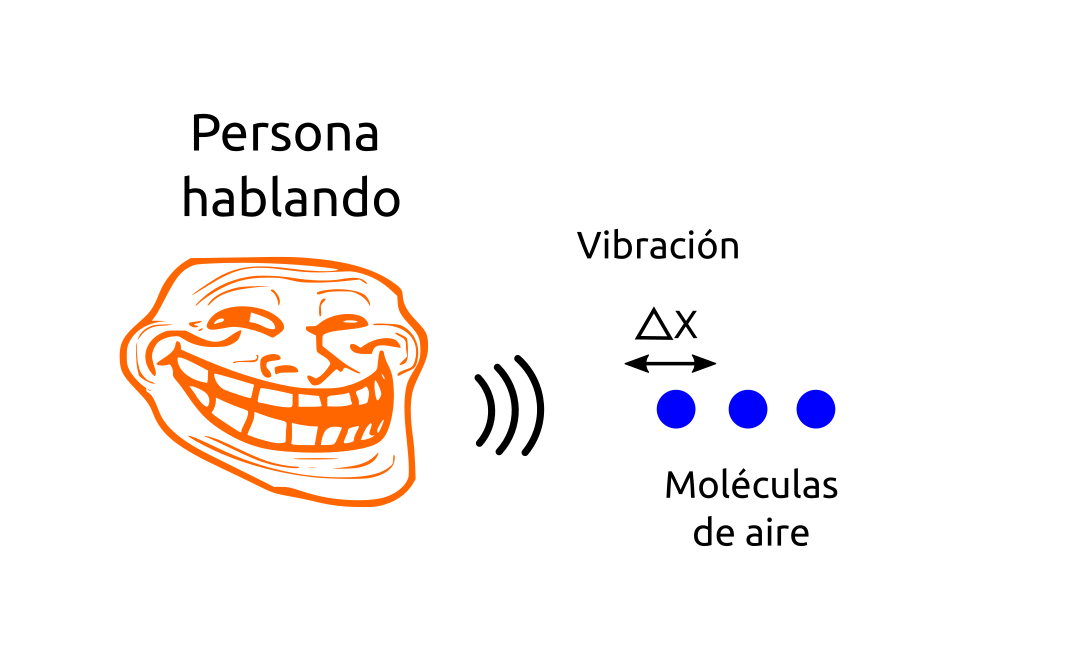 Persona
hablando
Vibración
△X
Moléculas
de aire